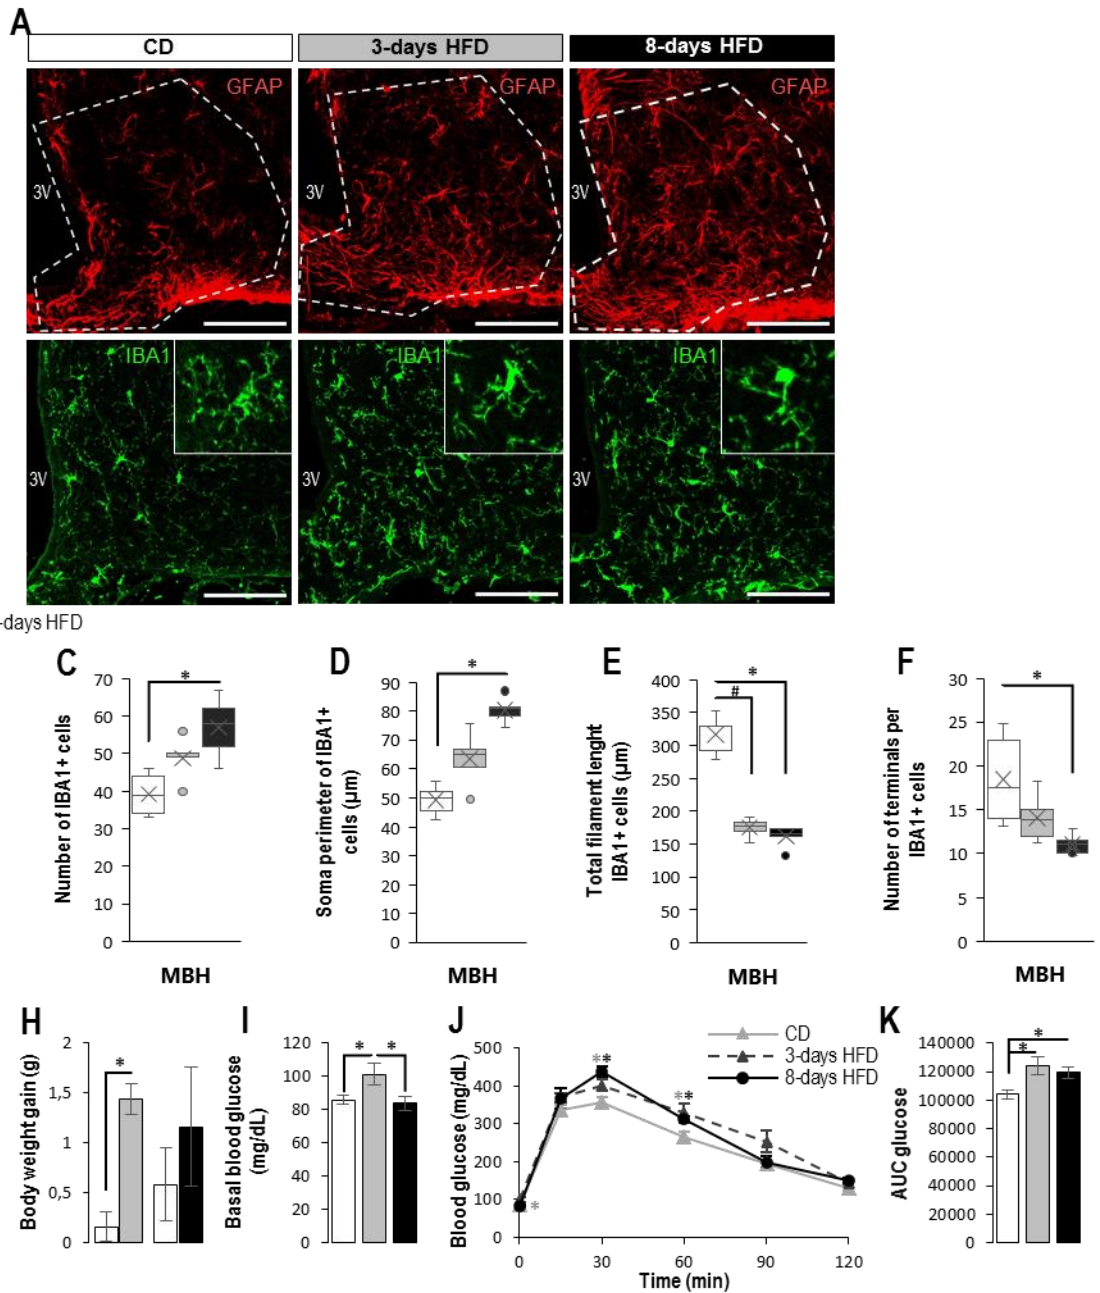 A
CD
3-days HFD
8-days HFD
GFAP
GFAP
GFAP
3V
3V
IBA1
IBA1
IBA1
3V
-days HFD
C
D
E
F
Number of IBA1+ cells
70
60
50
40
30
20
10
0
*
MBH
Soma perimeter of IBA1+
cells (µm)
90
80
70
60
50
40
30
20
10
0
*
MBH
Total filament lenght
IBA1+ cells (µm)
400
350
300
250
200
150
100
50
0
*
#
MBH
Number of terminals per
IBA1+ cells
30
25
20
15
10
5
0
*
MBH
H
I
J
K
Body weight gain (g)
2
1,5
1
0,5
0
*
Basal blood glucose
(mg/dL)
120
100
80
60
40
20
0
* *
Blood glucose (mg/dL)
500
400
300
200
100
0
CD
3-days HFD
8-days HFD
**
**
*
0 30 60 90 120
Time (min)
AUC glucose
140000
120000
100000
80000
60000
40000
20000
0
*
*